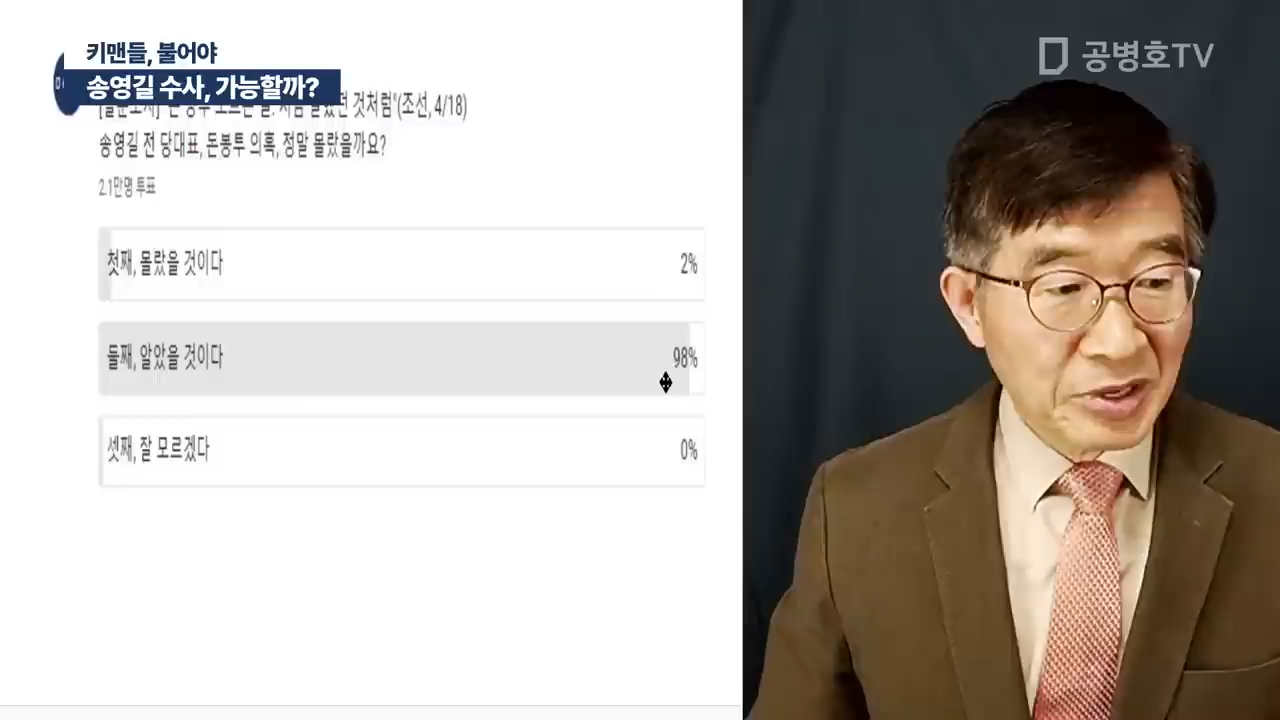 키맨들, 불어야
송영길 수사, 가능할까?
공병호TV
것처럼"(조선, 4/18)
송영길 전 당대표, 돈봉투 의혹, 정말 몰랐을까요?
2.1만명 투표
첫째, 몰랐을 것이다 2%
둘째, 알았을 것이다 98%
셋째, 잘 모르겠다 0%